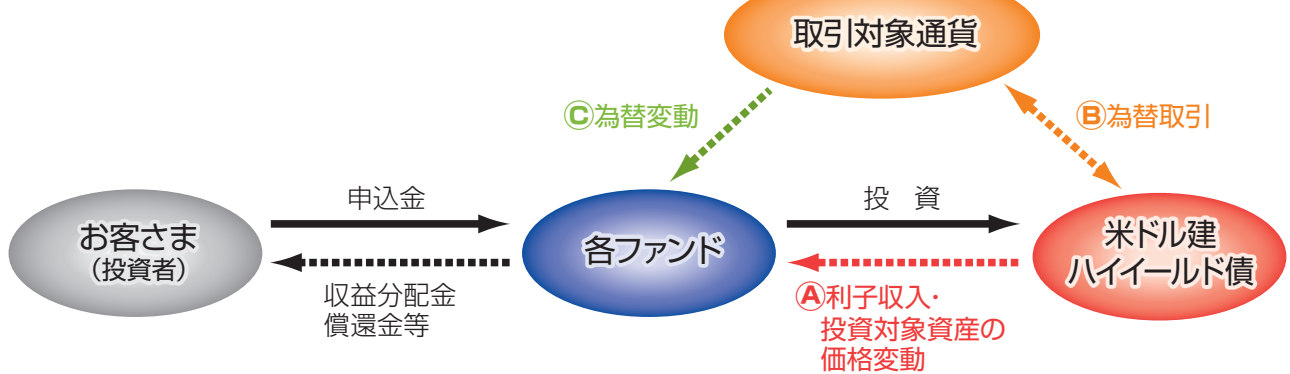 取引対象通貨
Ⓒ為替変動
Ⓑ為替取引
申込金
投 資
お客さま
（投資者）
各ファンド
米ドル建
ハイイールド債
収益分配金
償還金等
Ⓐ利子収入・
投資対象資産の
価格変動